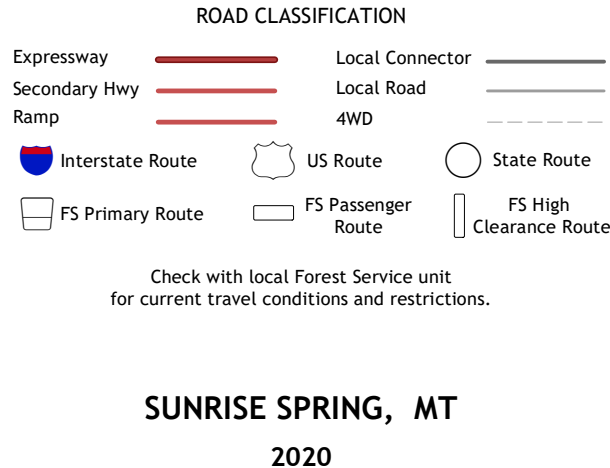 ROAD CLASSIFICATION
Expressway
Local Connector
Secondary Hwy
Local Road
Ramp
4WD
Interstate Route
US Route
State Route
FS Primary Route
FS Passenger
Route
FS High
Clearance Route
Check with local Forest Service unit
for current travel conditions and restrictions.
SUNRISE SPRING, MT
2020